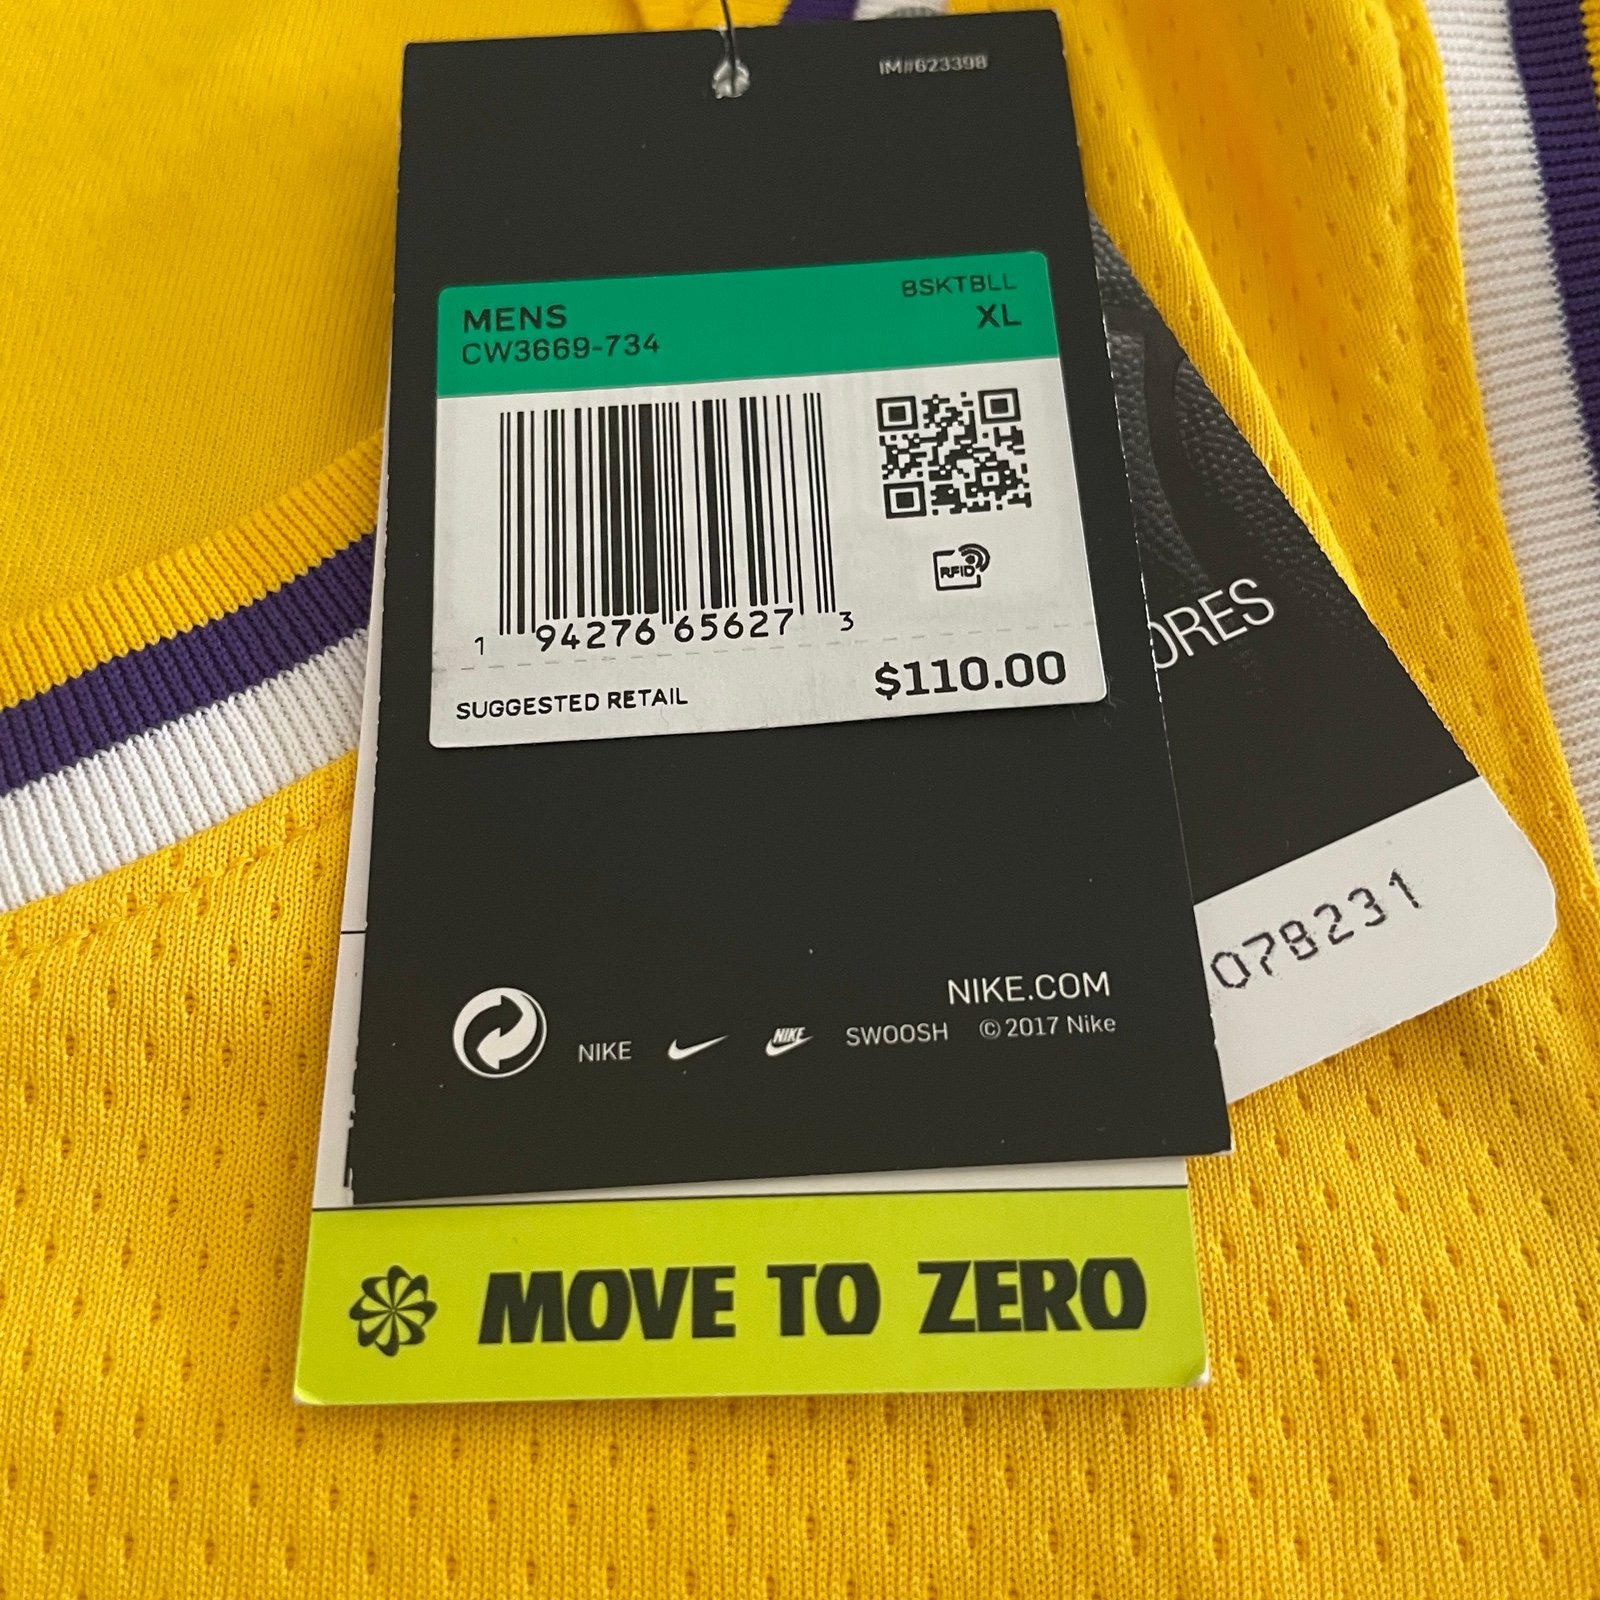 IM#623398
MENS
BSKTBLL
CW3669-734
XL
RFID
1 94276 65627 3
SUGGESTED RETAIL
$110.00
ORES
078231
NIKE.COM
NIKE NIKE SWOOSH © 2017 Nike
MOVE TO ZERO